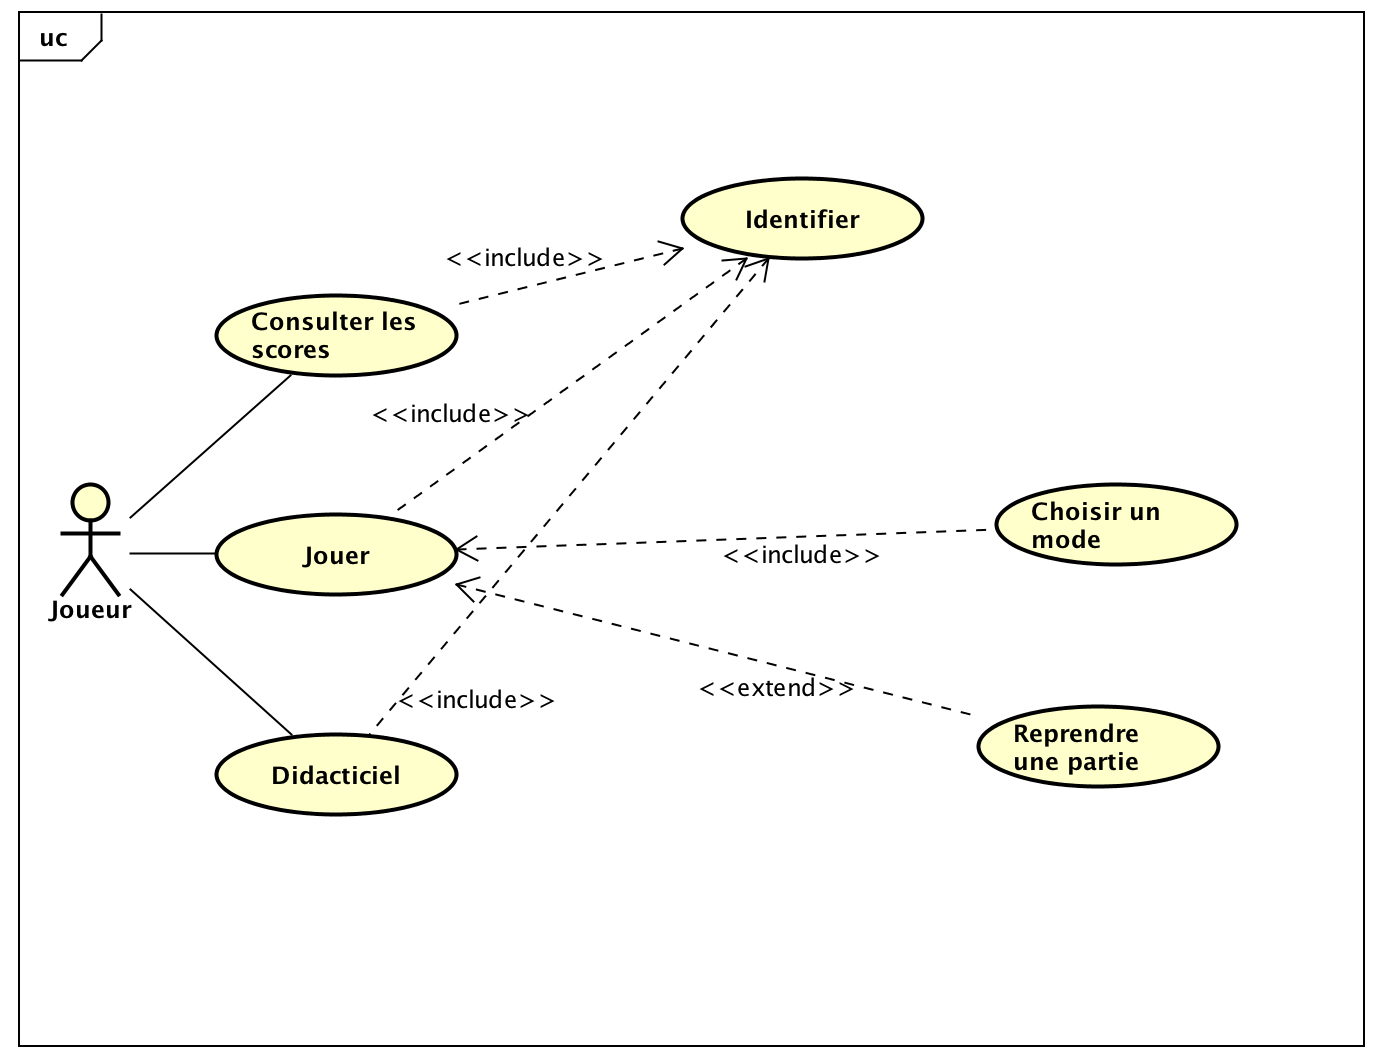 uc
Identifier
<<include>>
Consulter les
scores
<<include>>
Choisir un
mode
Jouer
<<include>>
Joueur
<<extend>>
<<include>>
Reprendre
une partie
Didacticiel